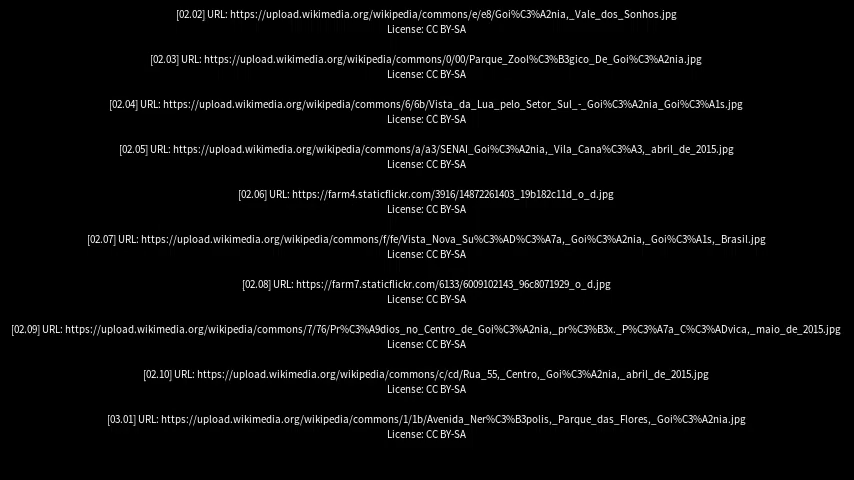 [02.02] URL: https://upload.wikimedia.org/wikipedia/commons/e/e8/Goi%C3%A2nia,_Vale_dos_Sonhos.jpg
License: CC BY-SA
[02.03] URL: https://upload.wikimedia.org/wikipedia/commons/0/00/Parque_Zool%C3%B3gico_De_Goi%C3%A2nia.jpg
License: CC BY-SA
[02.04] URL: https://upload.wikimedia.org/wikipedia/commons/6/6b/Vista_da_Lua_pelo_Setor_Sul_-_Goi%C3%A2nia_Goi%C3%A1s.jpg
License: CC BY-SA
[02.05] URL: https://upload.wikimedia.org/wikipedia/commons/a/a3/SENAI_Goi%C3%A2nia,_Vila_Cana%C3%A3,_abril_de_2015.jpg
License: CC BY-SA
[02.06] URL: https://farm4.staticflickr.com/3916/14872261403_19b182c11d_o_d.jpg
License: CC BY-SA
[02.07] URL: https://upload.wikimedia.org/wikipedia/commons/f/fe/Vista_Nova_Su%C3%AD%C3%A7a,_Goi%C3%A2nia,_Goi%C3%A1s,_Brasil.jpg
License: CC BY-SA
[02.08] URL: https://farm7.staticflickr.com/6133/6009102143_96c8071929_o_d.jpg
License: CC BY-SA
[02.09] URL: https://upload.wikimedia.org/wikipedia/commons/7/76/Pr%C3%A9dios_no_Centro_de_Goi%C3%A2nia,_pr%C3%B3x._P%C3%A7a_C%C3%ADvica,_maio_de_2015.jpg
License: CC BY-SA
[02.10] URL: https://upload.wikimedia.org/wikipedia/commons/c/cd/Rua_55,_Centro,_Goi%C3%A2nia,_abril_de_2015.jpg
License: CC BY-SA
[03.01] URL: https://upload.wikimedia.org/wikipedia/commons/1/1b/Avenida_Ner%C3%B3polis,_Parque_das_Flores,_Goi%C3%A2nia.jpg
License: CC BY-SA